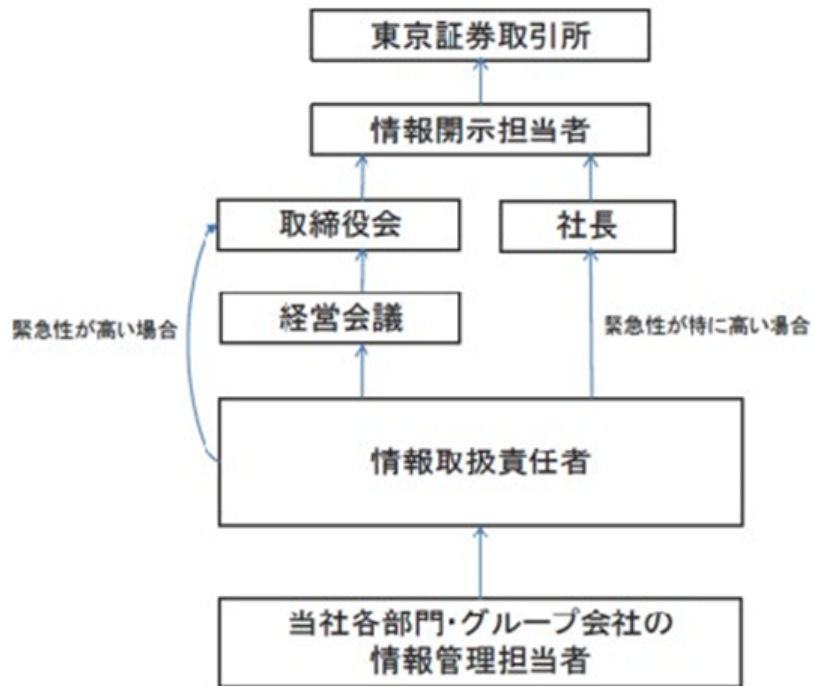 東京証券取引所
情報開示担当者
取締役会
社長
緊急性が高い場合
経営会議
緊急性が特に高い場合
情報取扱責任者
当社各部門・グループ会社の
情報管理担当者